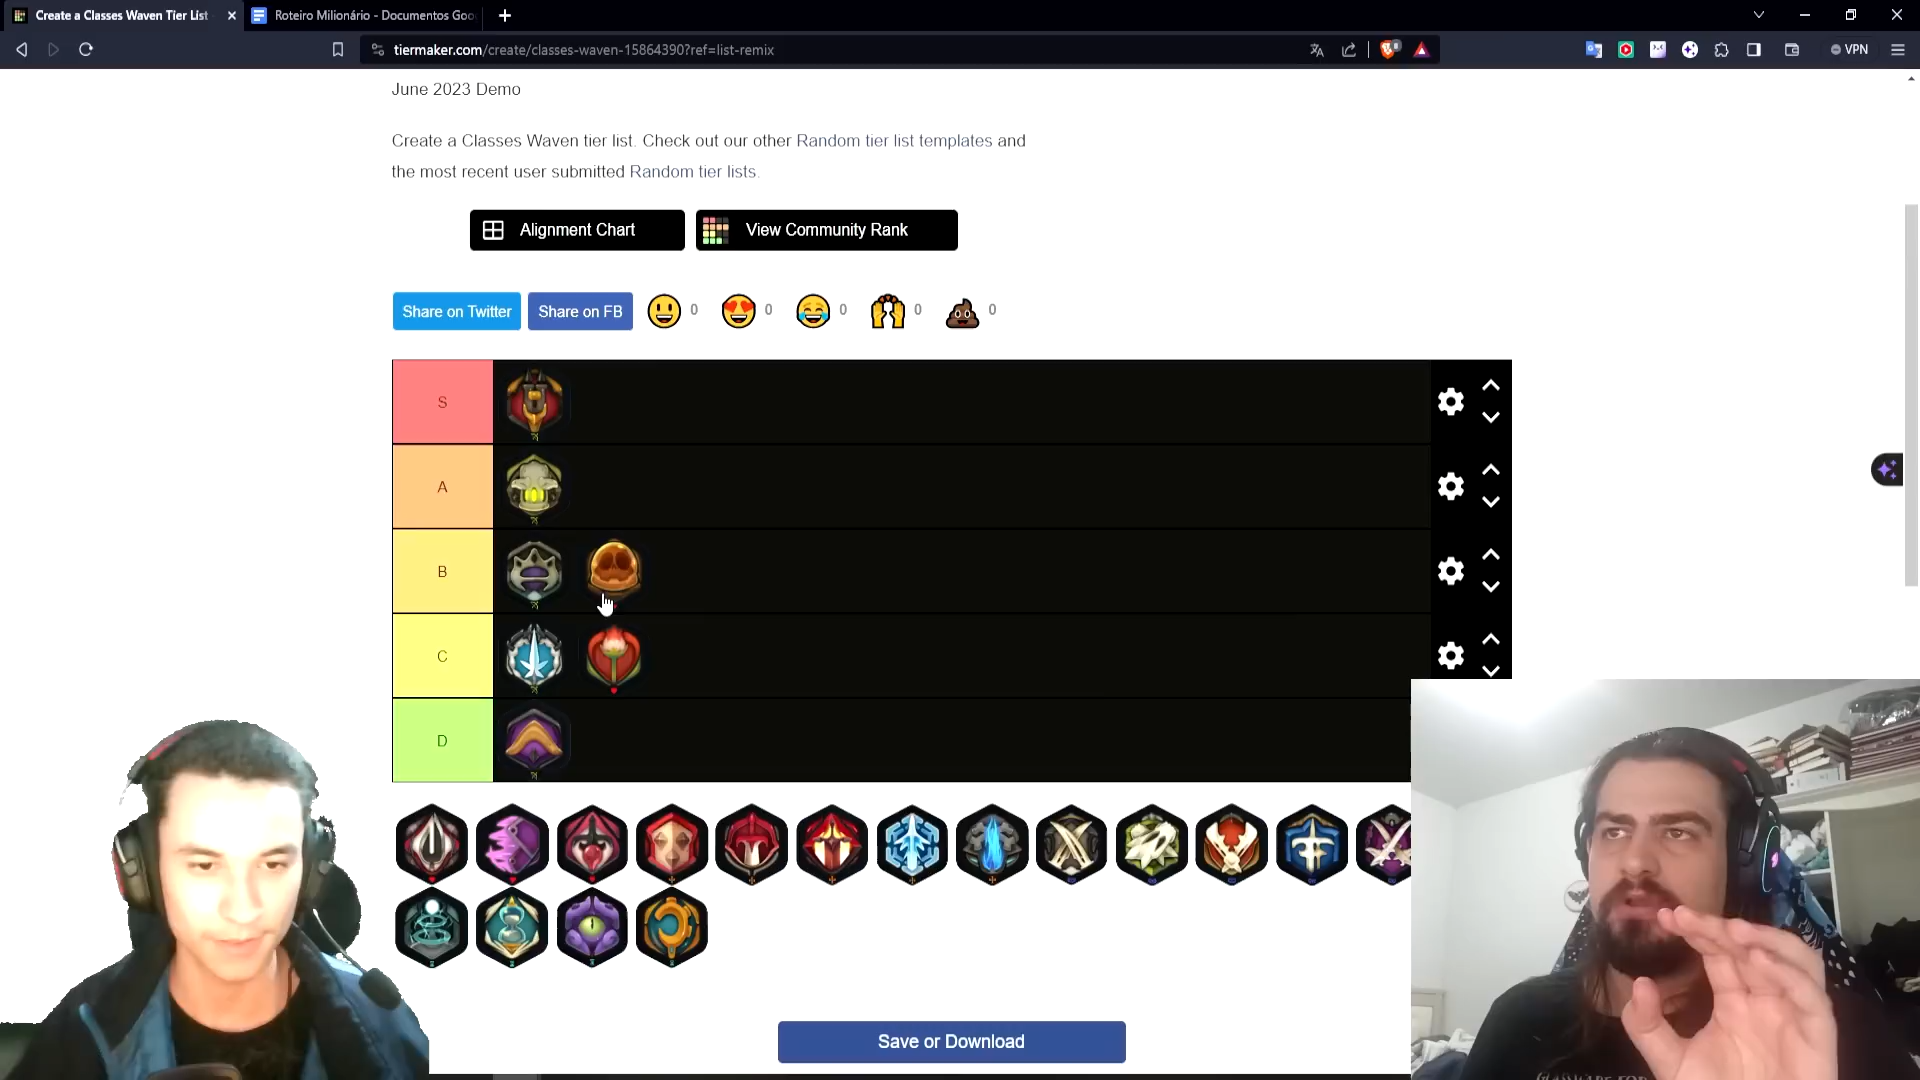 Create a Classes Waven Tier List
Roteiro Milionário - Documentos Goo
tiermaker.com/create/classes-waven-15864390?ref=list-remix
VPN
June 2023 Demo
Create a Classes Waven tier list. Check out our other Random tier list templates and
the most recent user submitted Random tier lists.
Alignment Chart
View Community Rank
Share on Twitter
Share on FB
0
0
0
0
0
S
A
B
C
D
Save or Download